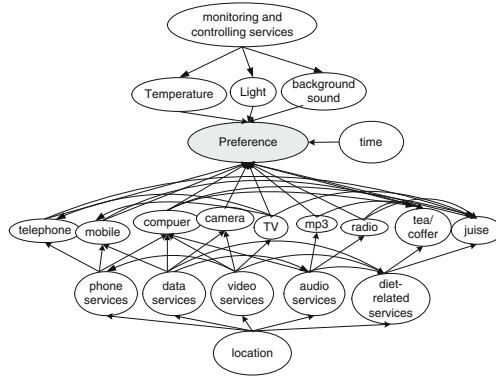 monitoring and
controlling services
Temperature
Light
background
sound
Preference
time
telephone
mobile
compuer
camera
TV
mp3
radio
tea/
coffer
juise
phone
services
data
services
video
services
audio
services
diet-
related
services
location